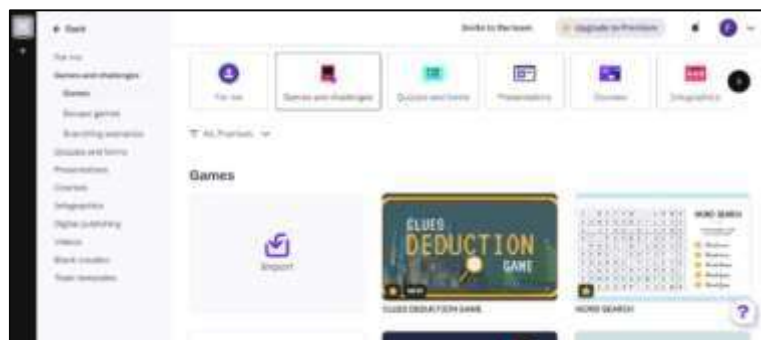 Back
Invite to the team
Upgrade to Premium
For me
Games and challenges
Games
Escape games
Branching scenarios
Quizzes and forms
Presentations
Courses
Infographics
Digital publishing
Videos
Blank creation
Team templates
For me
Games and challenges
Quizzes and forms
Presentations
Courses
Infographics
All, Premium
Games
Import
CLUES
DEDUCTION
GAME
NEW
CLUES DEDUCTION GAME
WORD SEARCH
WORD SEARCH
?